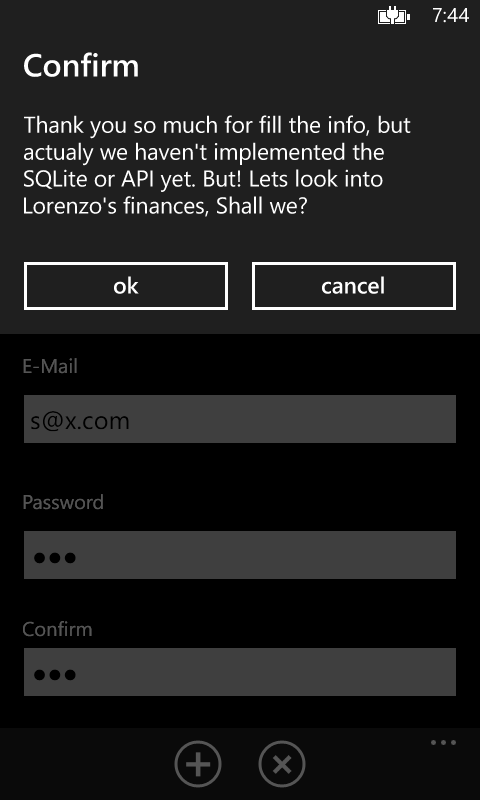 7:44
Confirm
Thank you so much for fill the info, but
actualy we haven't implemented the
SQLite or API yet. But! Lets look into
Lorenzo's finances, Shall we?
ok
cancel
E-Mail
s@x.com
Password
●●●
Confirm
●●●